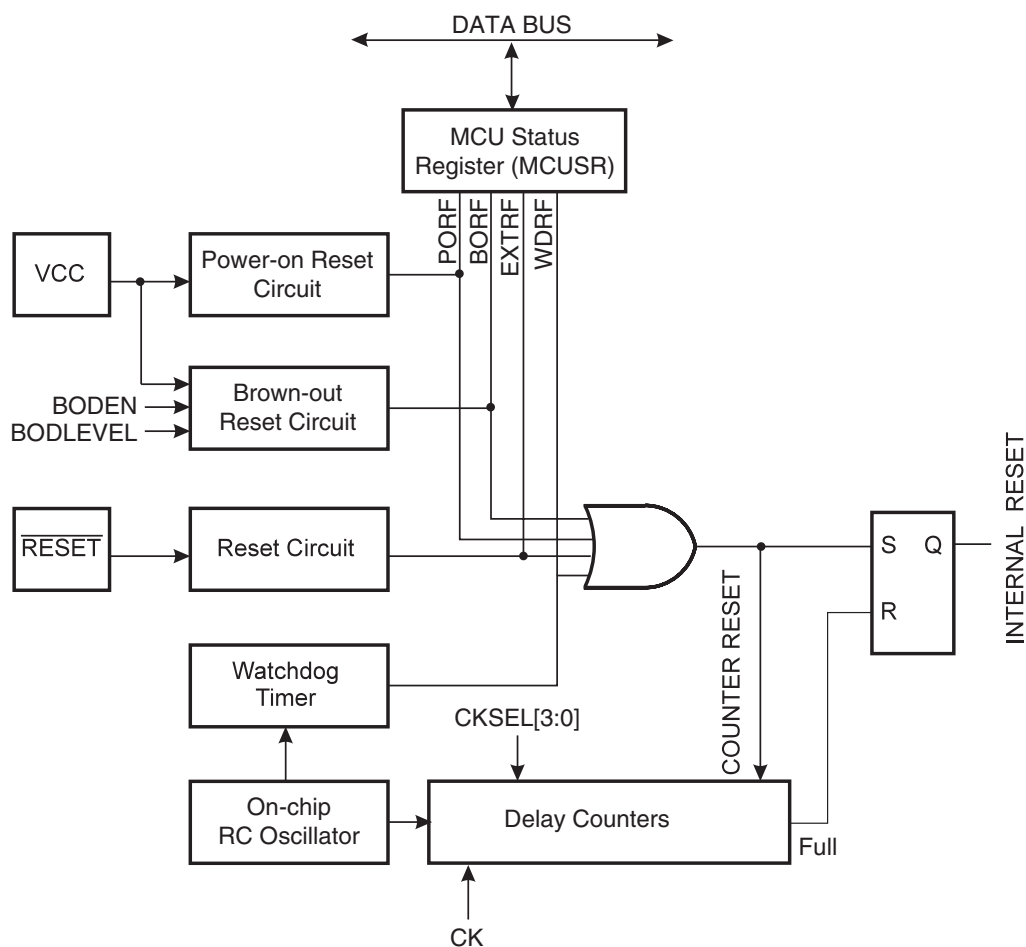 DATA BUS
MCU Status
Register (MCUSR)
PORF
BORF
EXTRF
WDRF
VCC
Power-on Reset
Circuit
BODEN
BODLEVEL
Brown-out
Reset Circuit
RESET
Reset Circuit
S
Q
R
INTERNAL RESET
COUNTER RESET
Watchdog
Timer
CKSEL[3:0]
On-chip
RC Oscillator
Delay Counters
Full
CK